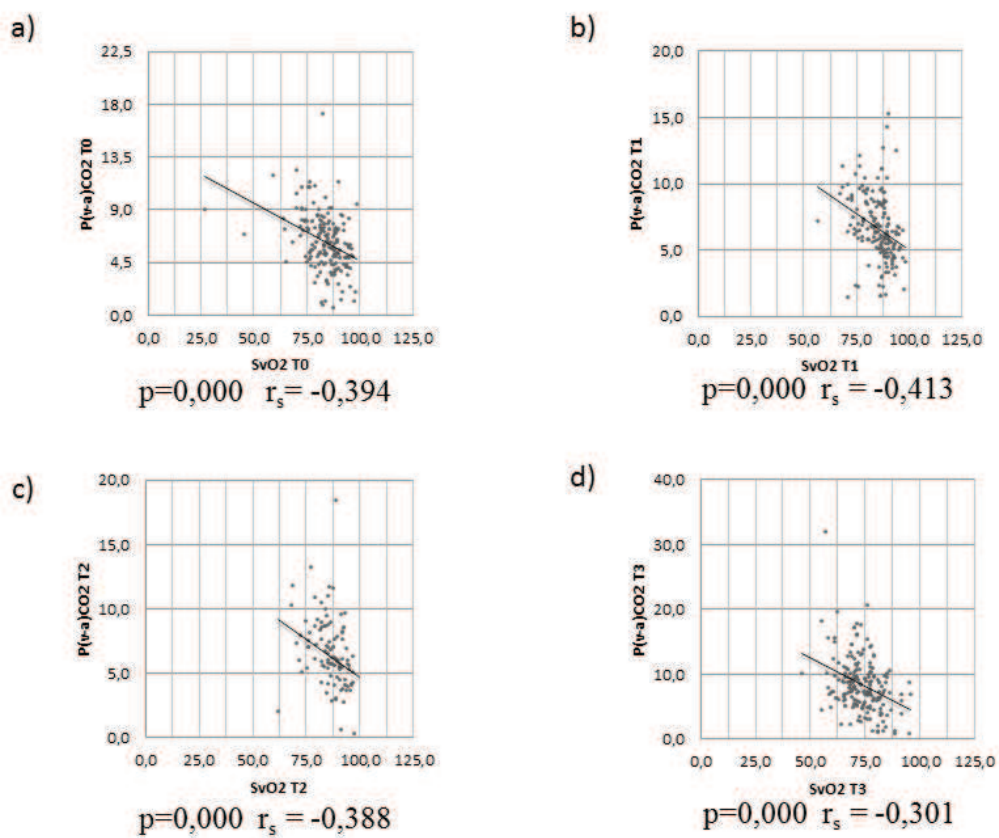 a)
22,5
18,0
13,5
9,0
4,5
0,0
P(v-a)CO2 T0
0,0 25,0 50,0 75,0 100,0 125,0
SvO2 T0
p=0,000 rs= -0,394
b)
20,0
15,0
10,0
5,0
0,0
P(v-a)CO2 T1
0,0 25,0 50,0 75,0 100,0 125,0
SvO2 T1
p=0,000 rs = -0,413
c)
20,0
15,0
10,0
5,0
0,0
P(v-a)CO2 T2
0,0 25,0 50,0 75,0 100,0 125,0
SvO2 T2
p=0,000 rs = -0,388
d)
40,0
30,0
20,0
10,0
0,0
P(v-a)CO2 T3
0,0 25,0 50,0 75,0 100,0 125,0
SvO2 T3
p=0,000 rs = -0,301